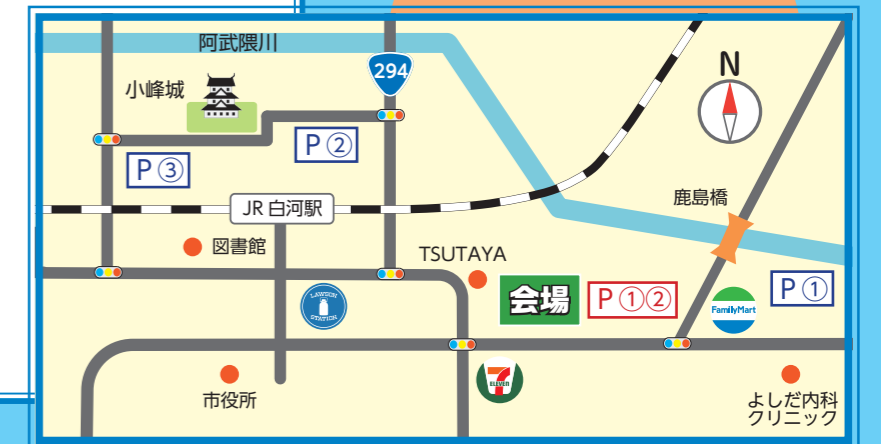 阿武隈川
294
N
小峰城
P②
P③
鹿島橋
JR 白河駅
図書館
TSUTAYA
会場
P①②
P①
LAWSON
STATION
FamilyMart
7
ELEVEN
市役所
よしだ内科
クリニック